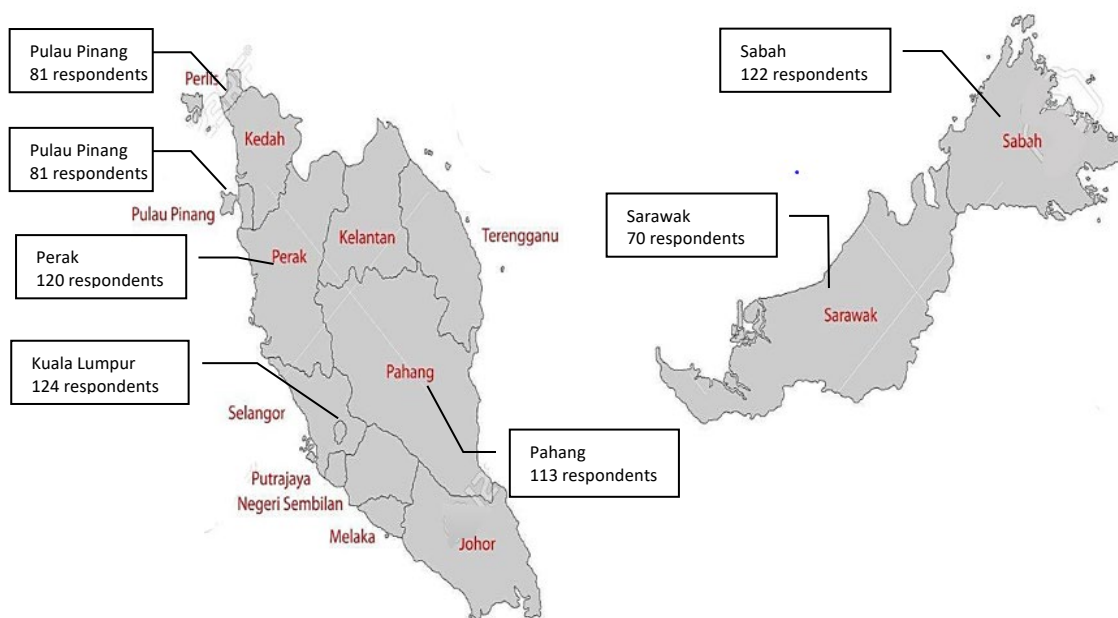 Pulau Pinang
81 respondents
Perlis
Kedah
Pulau Pinang
81 respondents
Pulau Pinang
Perak
120 respondents
Perak
Kelantan
Terengganu
Kuala Lumpur
124 respondents
Pahang
Selangor
Pahang
113 respondents
Putrajaya
Negeri Sembilan
Melaka
Johor
Sabah
122 respondents
Sabah
Sarawak
70 respondents
Sarawak